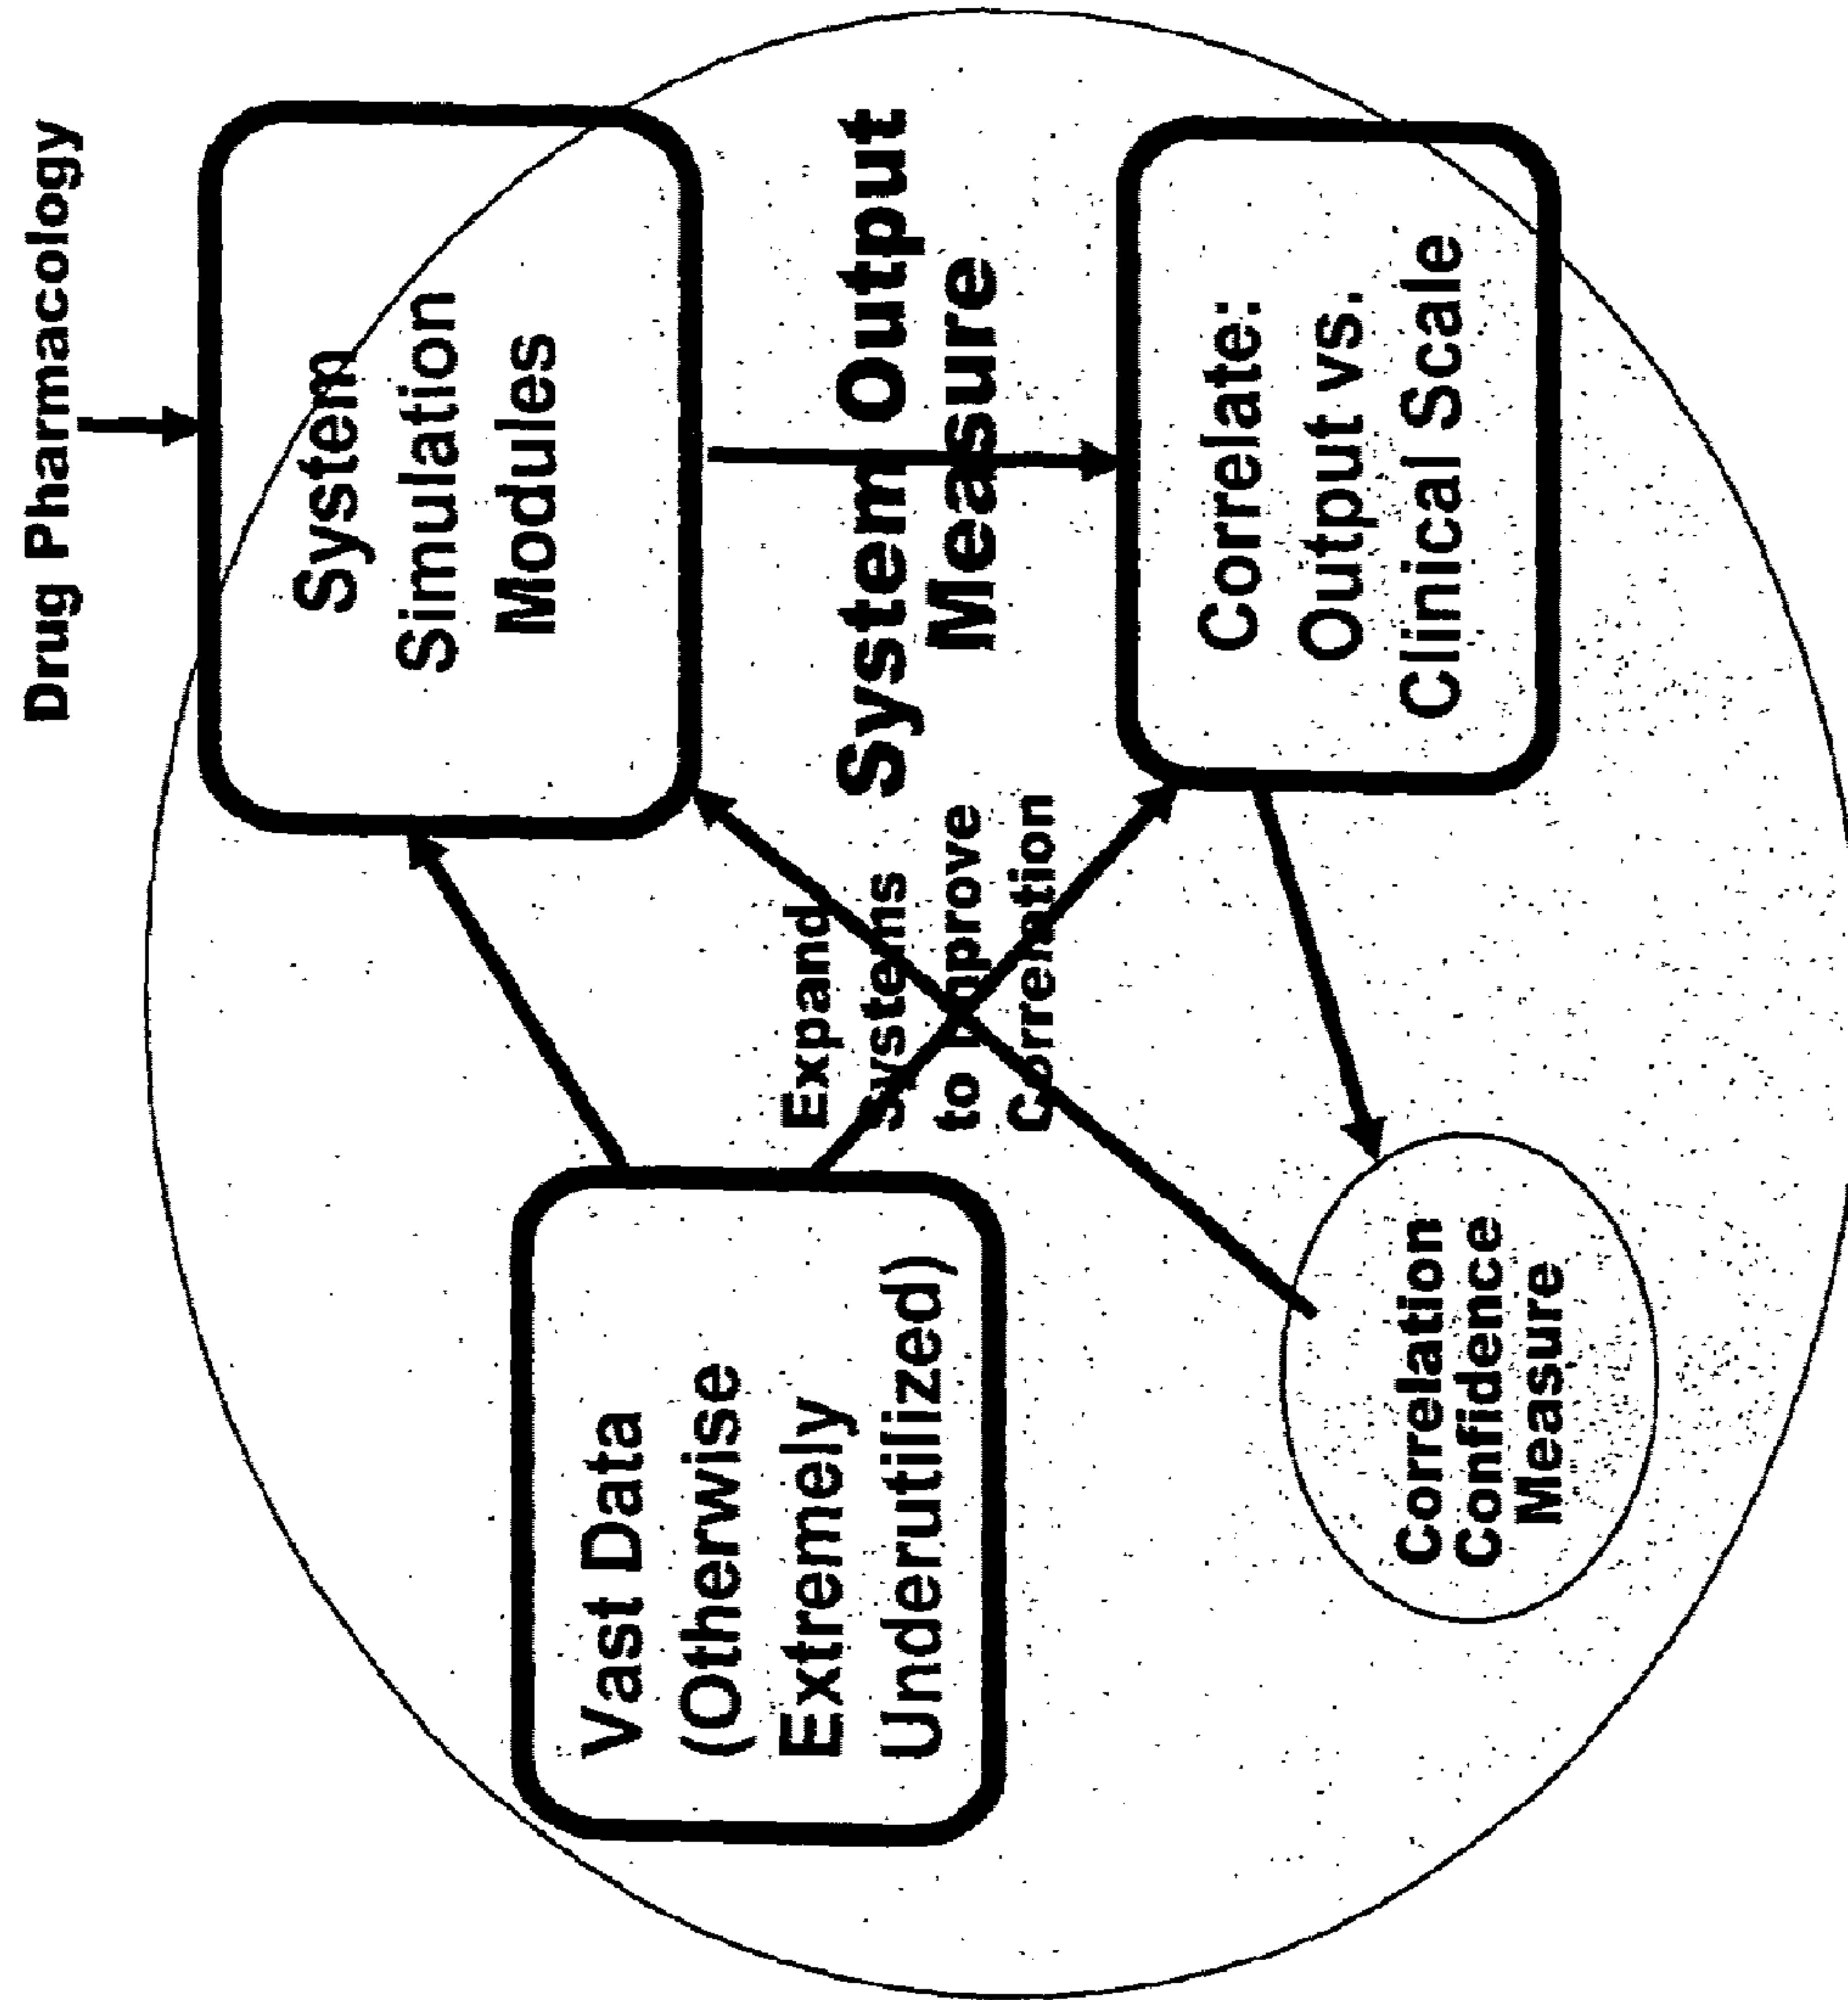 Drug Pharmacology
System
Simulation
Modules
Vast Data
(Otherwise
Extremely
Underutilized)
Expand
Systems
to Improve
Correlation
System Output
Measure
Correlate:
Output vs.
Clinical Scale
Correlation
Confidence
Measure